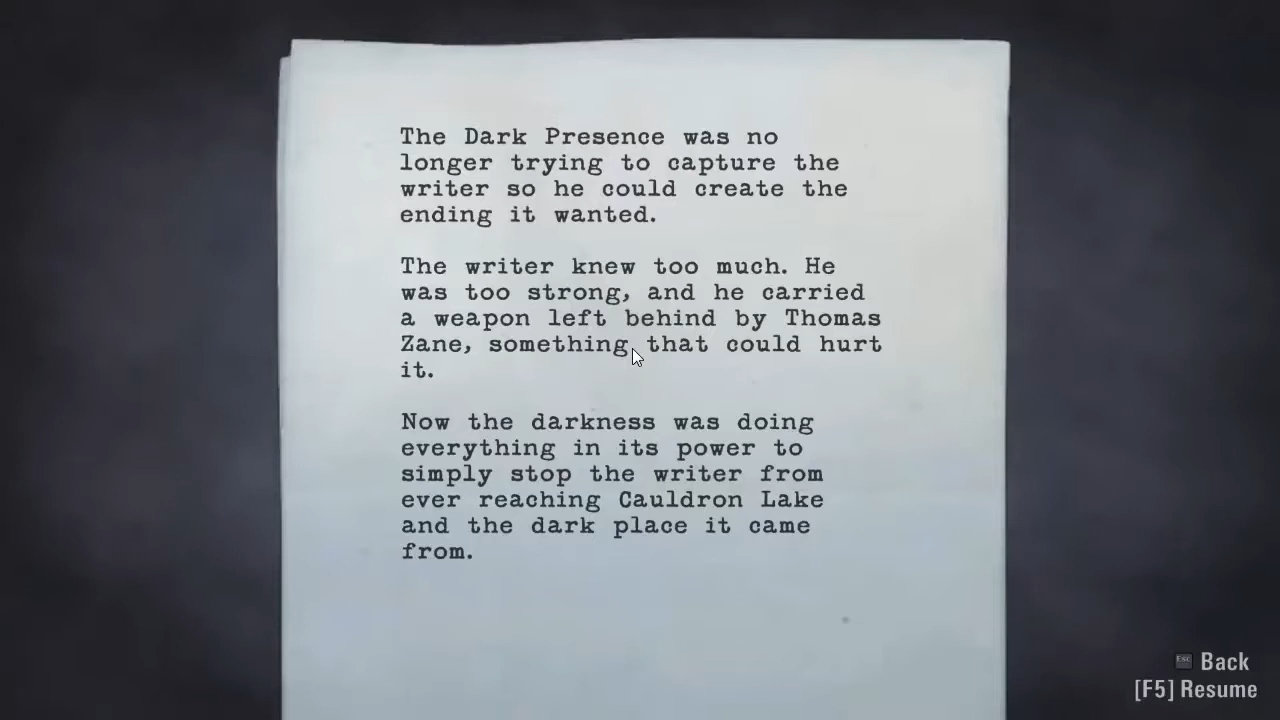 The Dark Presence was no
longer trying to capture the
writer so he could create the
ending it wanted.
The writer knew too much. He
was too strong, and he carried
a weapon left behind by Thomas
Zane, something that could hurt
it.
Now the darkness was doing
everything in its power to
simply stop the writer from
ever reaching Cauldron Lake
and the dark place it came
from.
Esc Back
[F5] Resume